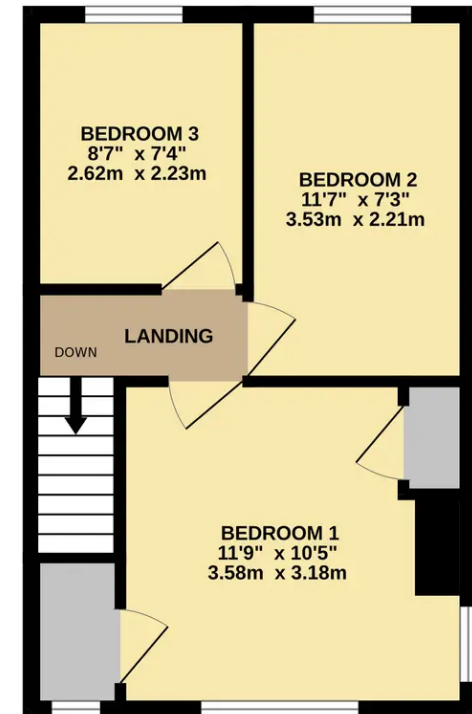 BEDROOM 3
8'7" x 7'4"
2.62m x 2.23m
BEDROOM 2
11'7" x 7'3"
3.53m x 2.21m
LANDING
DOWN
BEDROOM 1
11'9" x 10'5"
3.58m x 3.18m